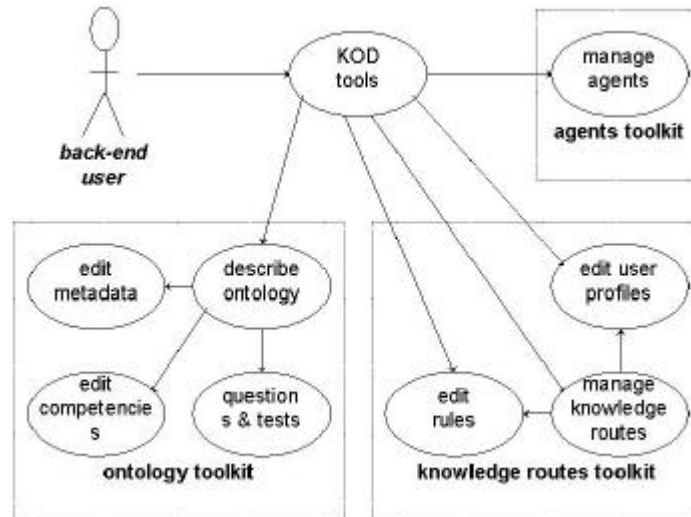 KOD
tools
manage
agents
agents toolkit
back-end
user
edit
metadata
describe
ontology
edit user
profiles
edit
competencie
s
question
s & tests
edit
rules
manage
knowledge
routes
ontology toolkit
knowledge routes toolkit